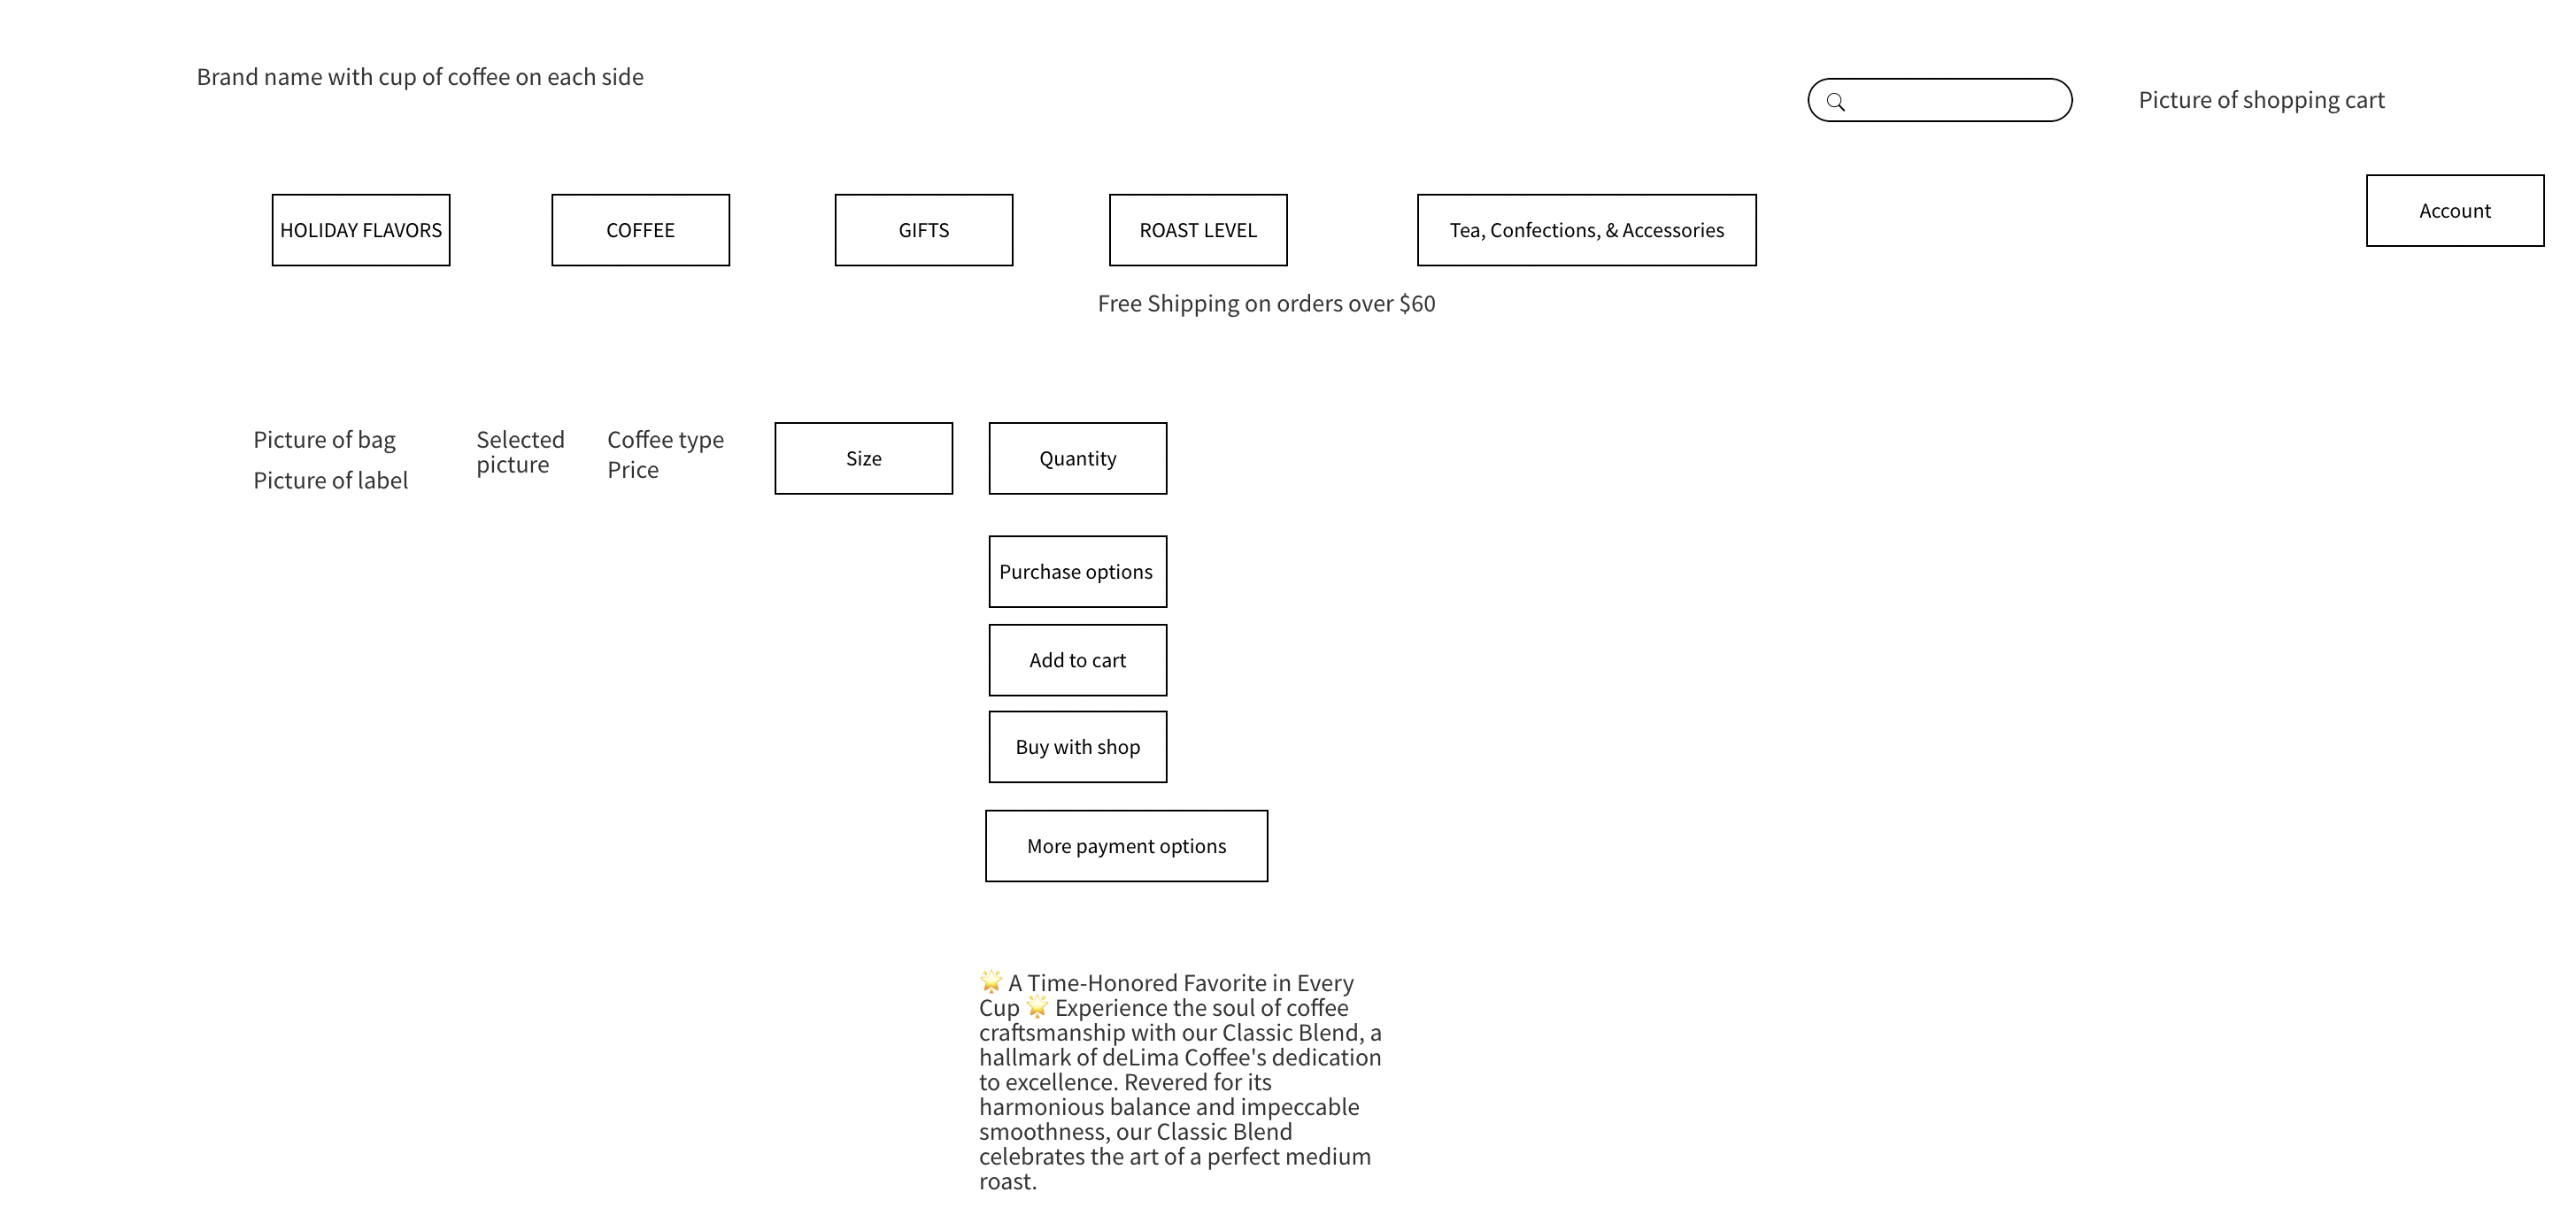 Brand name with cup of coffee on each side
Picture of shopping cart
HOLIDAY FLAVORS
COFFEE
GIFTS
ROAST LEVEL
Tea, Confections, & Accessories
Account
Free Shipping on orders over $60
Picture of bag
Picture of label
Selected
picture
Coffee type
Price
Size
Quantity
Purchase options
Add to cart
Buy with shop
More payment options
🌟 A Time-Honored Favorite in Every
Cup 🌟 Experience the soul of coffee
craftsmanship with our Classic Blend, a
hallmark of deLima Coffee's dedication
to excellence. Revered for its
harmonious balance and impeccable
smoothness, our Classic Blend
celebrates the art of a perfect medium
roast.